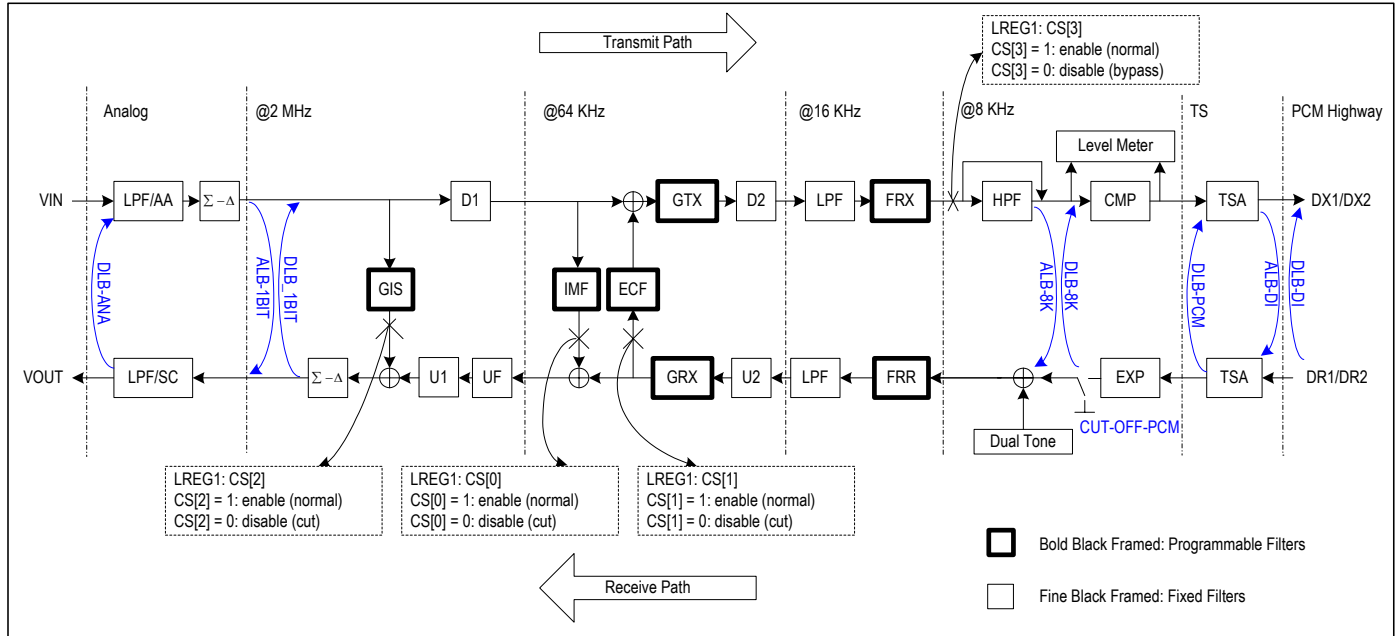 Transmit Path
LREG1: CS[3]
CS[3] = 1: enable (normal)
CS[3] = 0: disable (bypass)
Analog
@2 MHz
@64 KHz
@16 KHz
@8 KHz
TS
PCM Highway
Level Meter
VIN
LPF/AA
∑-Δ
D1
GTX
D2
LPF
FRX
HPF
CMP
TSA
DX1/DX2
DLB-ANA
ALB-1BIT
DLB_1BIT
GIS
IMF
ECF
ALB-8K
DLB-8K
DLB-PCM
ALB-DI
DLB-DI
VOUT
LPF/SC
∑-Δ
U1
UF
GRX
U2
LPF
FRR
EXP
TSA
DR1/DR2
CUT-OFF-PCM
Dual Tone
LREG1: CS[2]
CS[2] = 1: enable (normal)
CS[2] = 0: disable (cut)
LREG1: CS[0]
CS[0] = 1: enable (normal)
CS[0] = 0: disable (cut)
LREG1: CS[1]
CS[1] = 1: enable (normal)
CS[1] = 0: disable (cut)
Bold Black Framed: Programmable Filters
Receive Path
Fine Black Framed: Fixed Filters